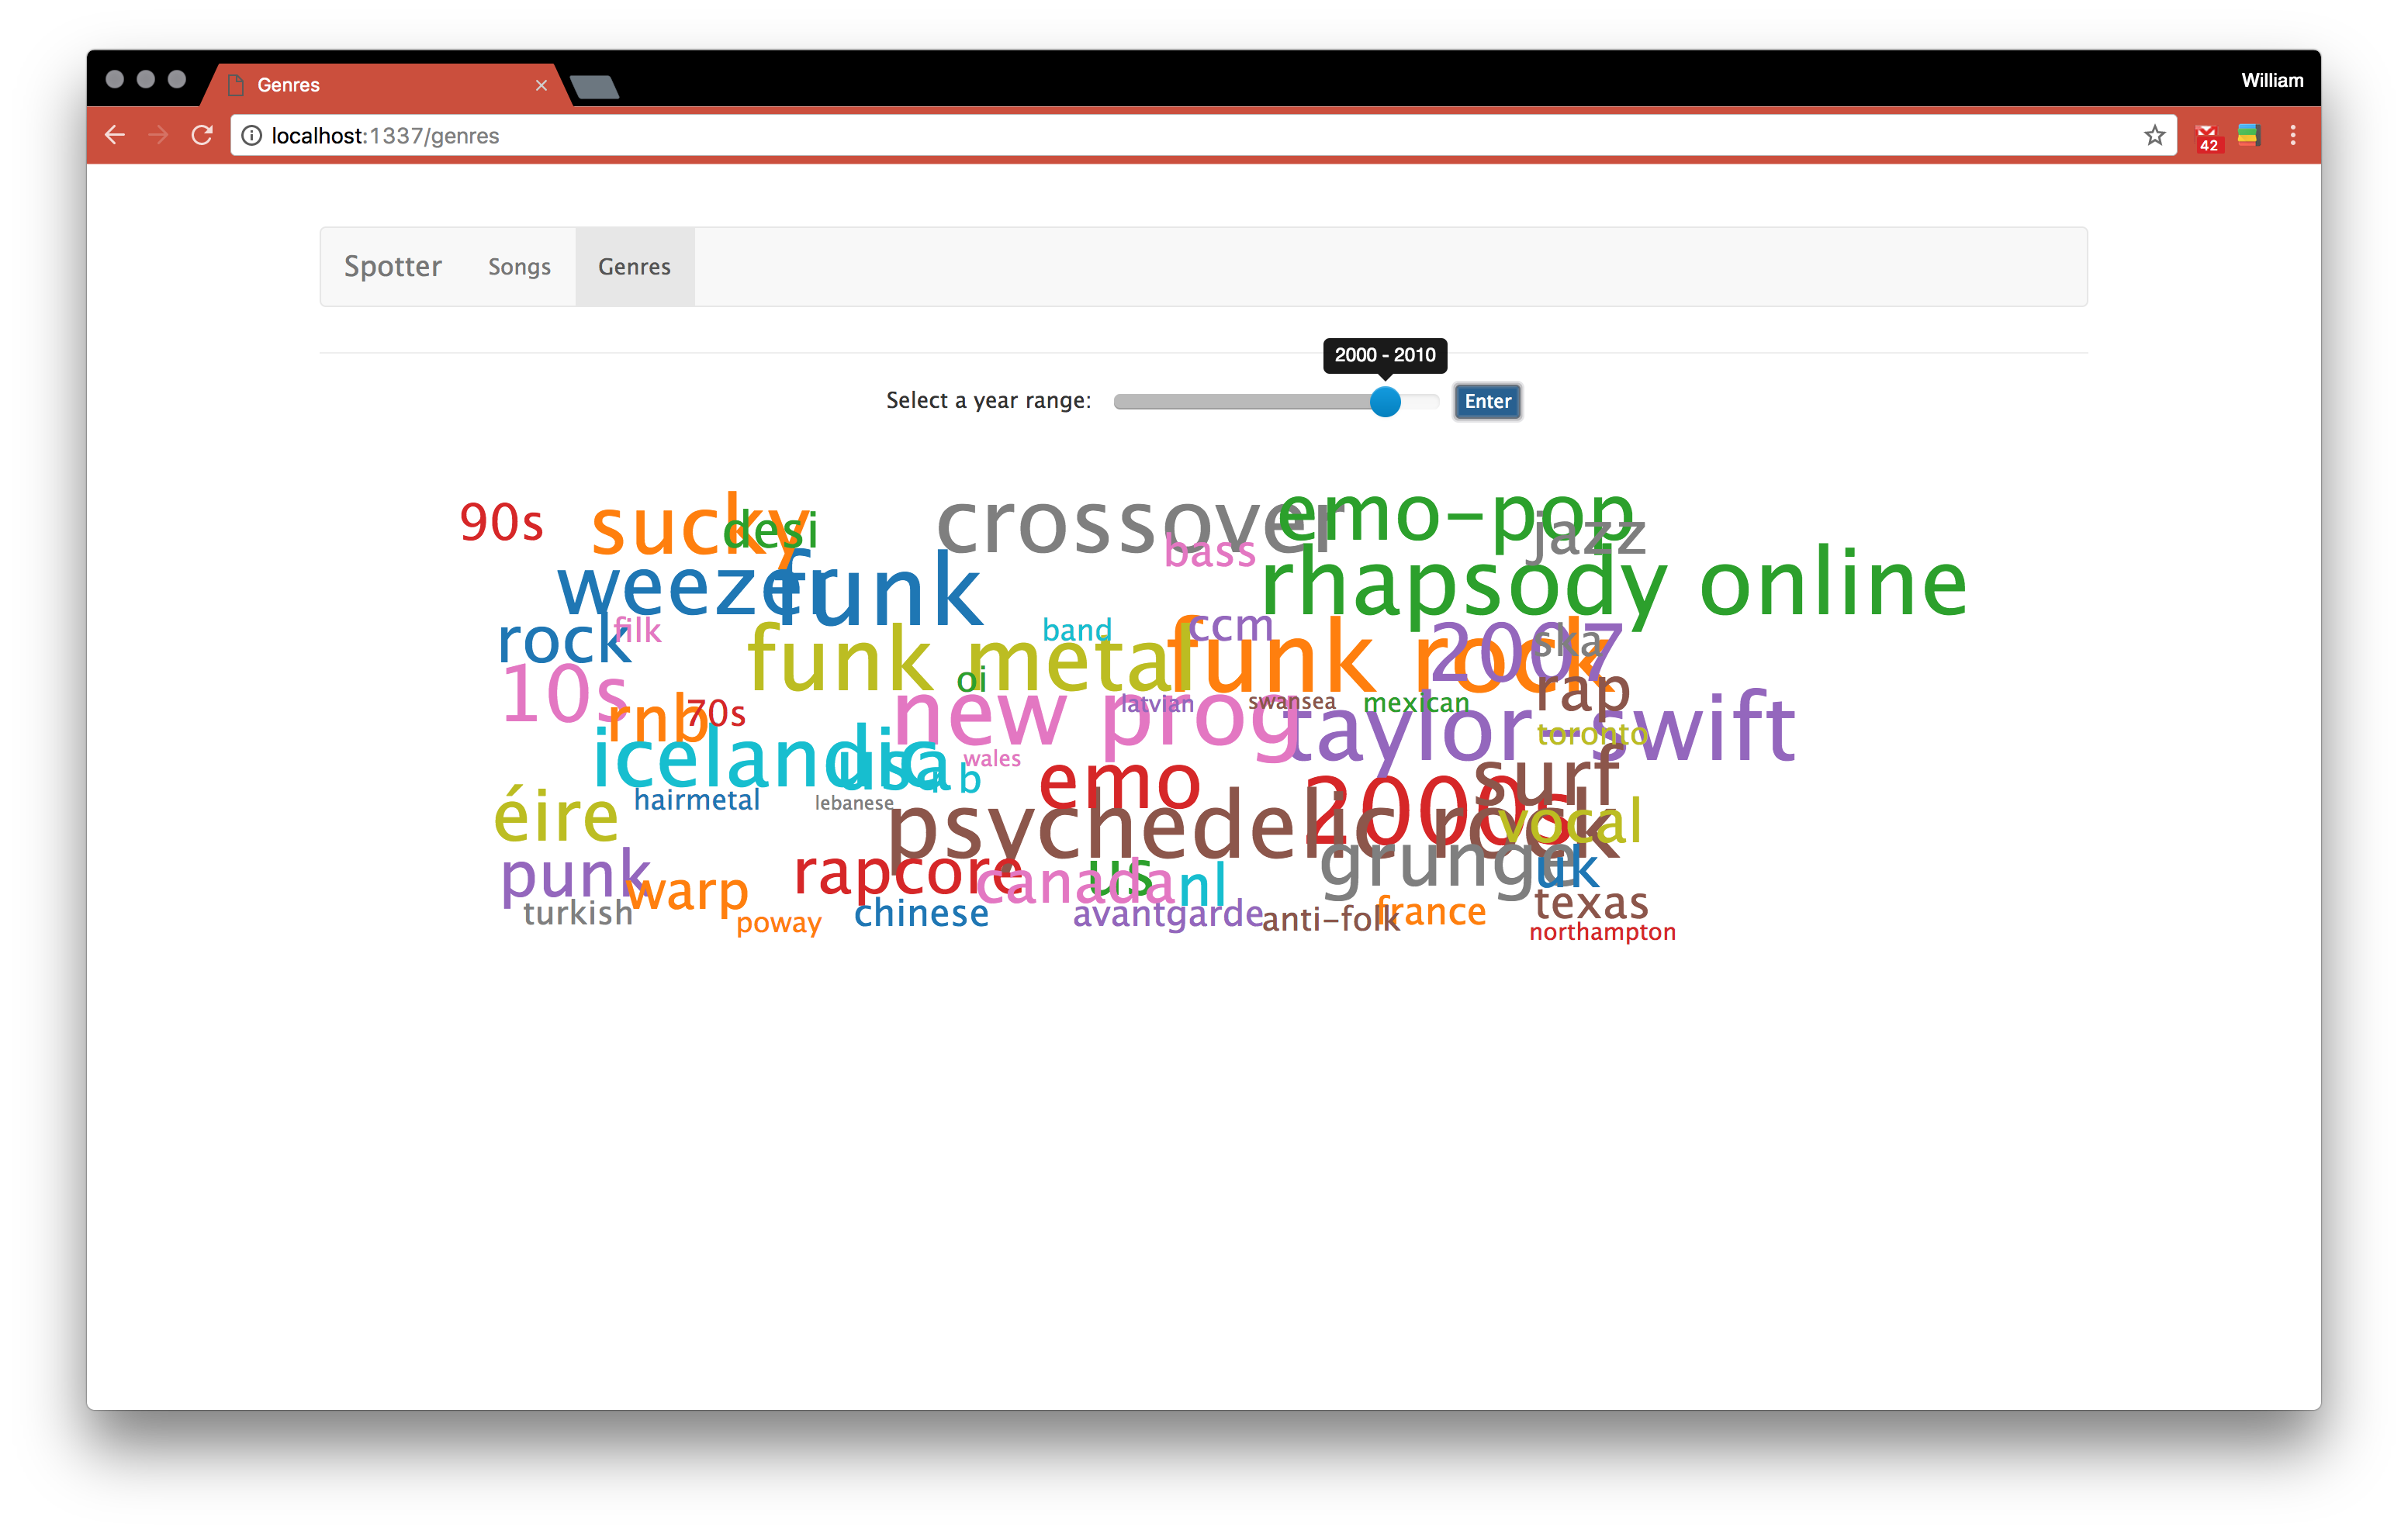 Genres
William
localhost:1337/genres
42
Spotter Songs Genres
2000 - 2010
Select a year range: Enter
90s sucky desi crossover emo-pop jazz
bass
weezer funk rhapsody online
rock filk band ccm ska
funk metal funk rock 2007
10s oi rap
rnb 70s new prog latvian swansea mexican taylor-swift
icelandic usa wales toronto
b emo surf
éire hairmetal lebanese psychedelic rock 2000s vocal
punk warp rapcore canada us nl grunge uk
turkish poway chinese avantgarde anti-folk france texas
northampton